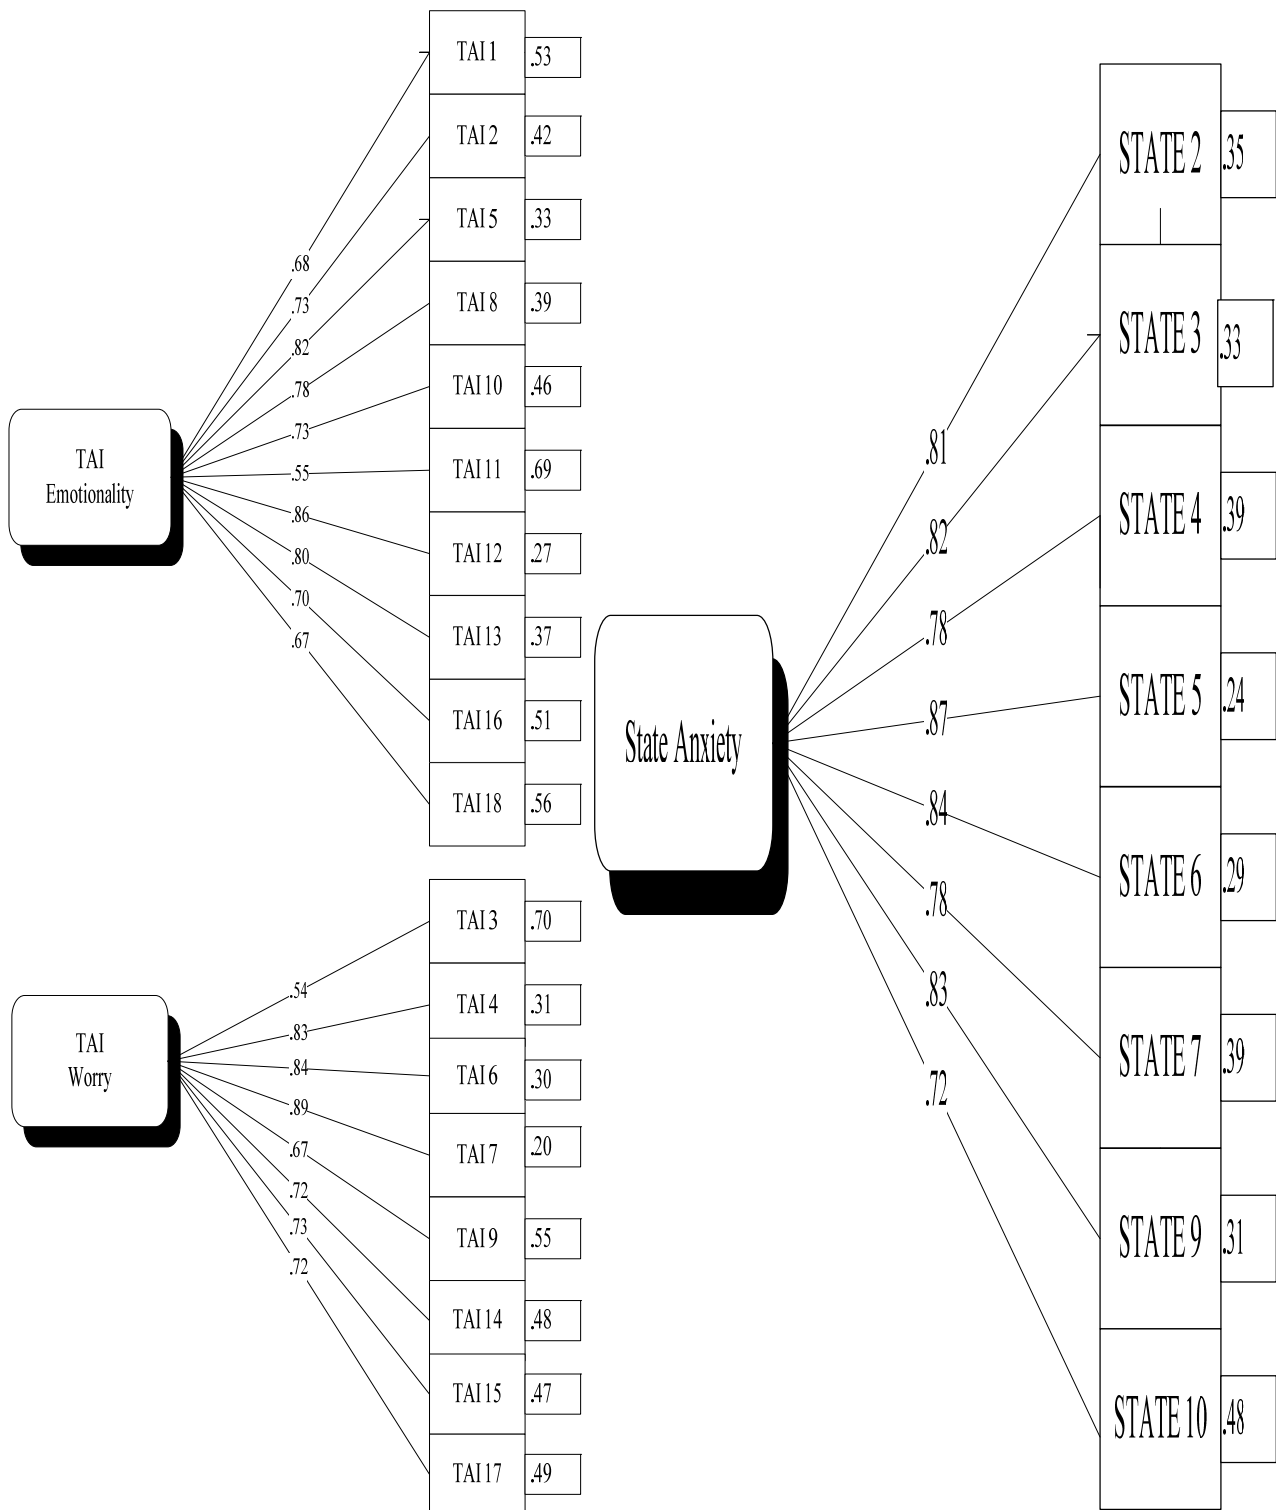 TAI
Emotionality
.68
.73
.82
.78
.73
.55
.86
.80
.70
.67
TAI 1 .53
TAI 2 .42
TAI 5 .33
TAI 8 .39
TAI 10 .46
TAI 11 .69
TAI 12 .27
TAI 13 .37
TAI 16 .51
TAI 18 .56
TAI
Worry
.54
.83
.84
.89
.67
.72
.73
.72
TAI 3 .70
TAI 4 .31
TAI 6 .30
TAI 7 .20
TAI 9 .55
TAI 14 .48
TAI 15 .47
TAI 17 .49
State Anxiety
.81
.82
.78
.87
.84
.78
.83
.72
STATE 2 .35
STATE 3 .33
STATE 4 .39
STATE 5 .24
STATE 6 .29
STATE 7 .39
STATE 9 .31
STATE 10 .48